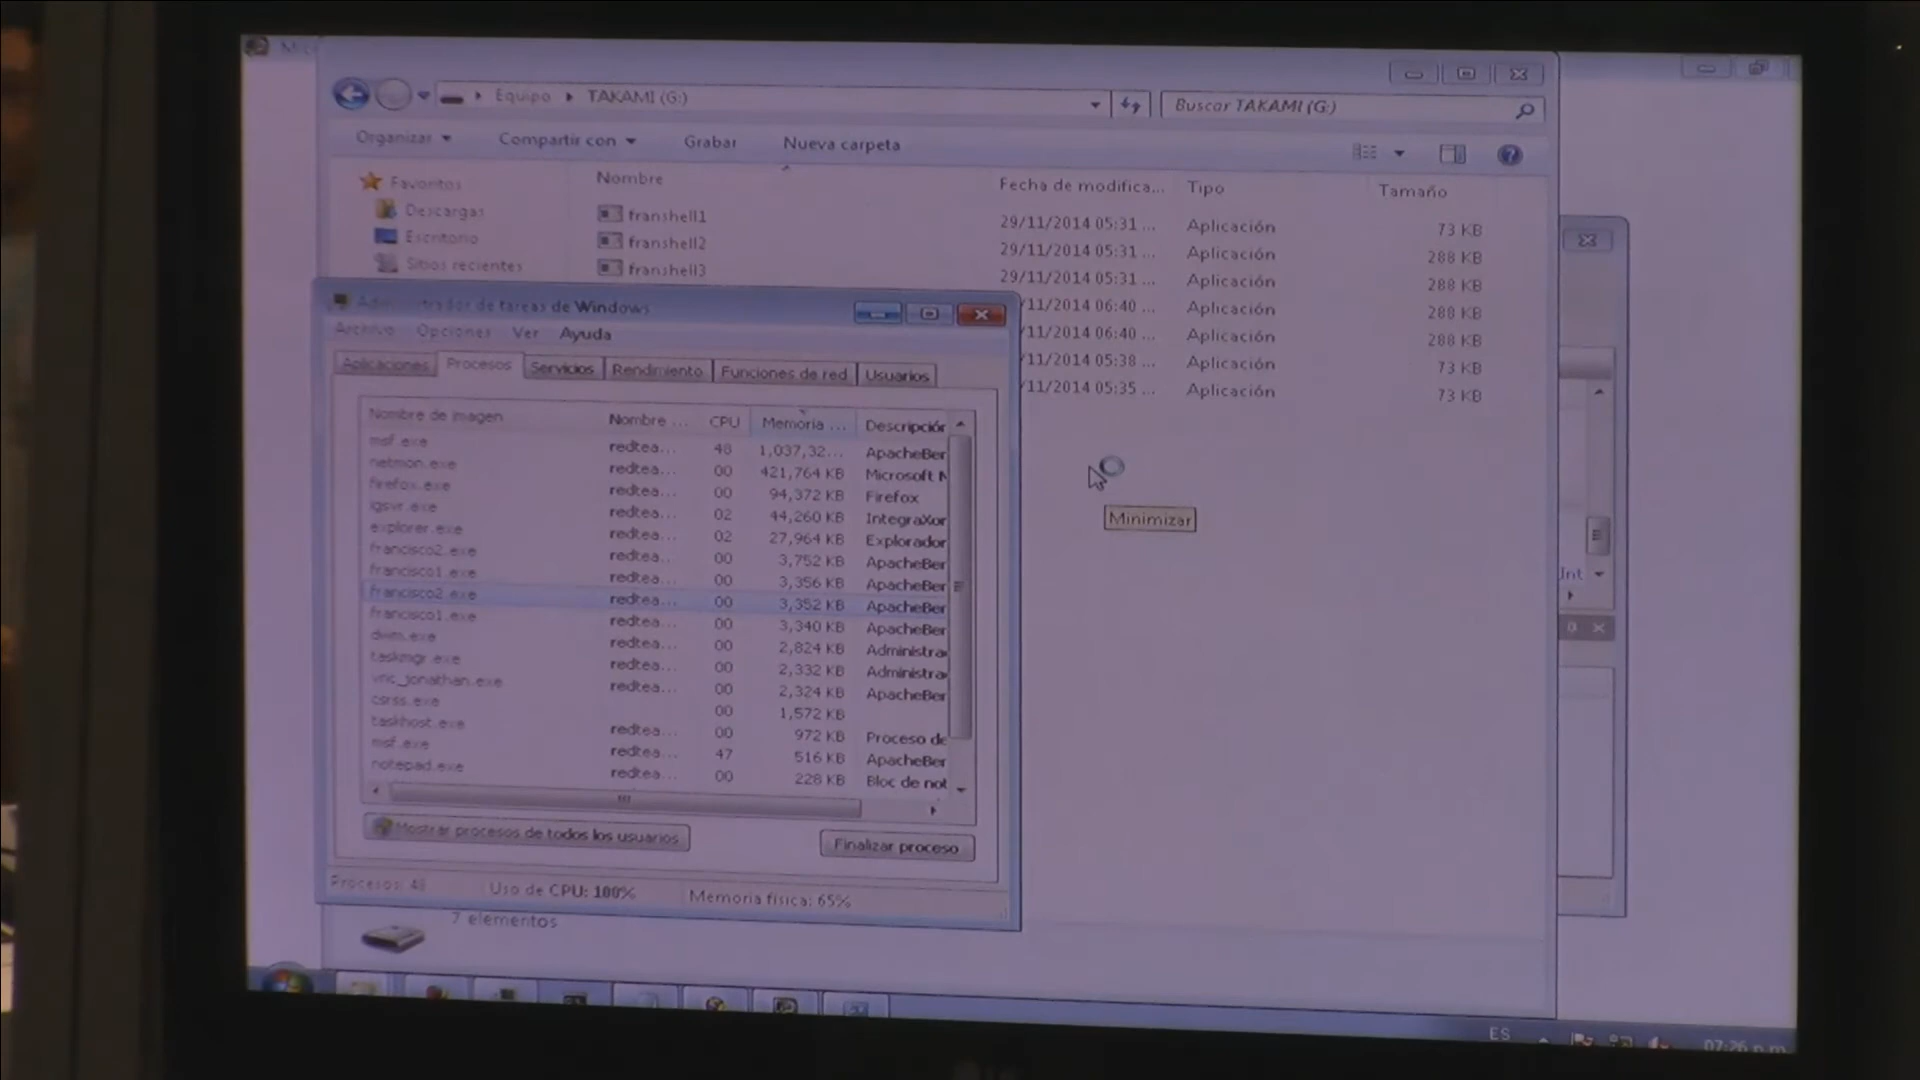 Equipo ▸ TAKAMI (G:)
Buscar TAKAMI (G:)
Organizar
Compartir con
Grabar
Nueva carpeta
Favoritos
Descargas
Escritorio
Sitios recientes
Nombre
Fecha de modifica...
Tipo
Tamaño
franshell1
29/11/2014 05:31 ...
Aplicación
73 KB
franshell2
29/11/2014 05:31 ...
Aplicación
288 KB
franshell3
29/11/2014 05:31 ...
Aplicación
288 KB
/11/2014 06:40 ...
Aplicación
288 KB
/11/2014 06:40 ...
Aplicación
288 KB
/11/2014 05:38 ...
Aplicación
73 KB
/11/2014 05:35 ...
Aplicación
73 KB
Minimizar
de tareas de Windows
Archivo
Opciones
Ver
Ayuda
Aplicaciones
Procesos
Servicios
Rendimiento
Funciones de red
Usuarios
Nombre de imagen
Nombre ...
CPU
Memoria ...
Descripción
msf.exe redtea... 48 1,037,32... ApacheBer
netmon.exe redtea... 00 421,764 KB Microsoft N
firefox.exe redtea... 00 94,372 KB Firefox
igsvr.exe redtea... 02 44,260 KB IntegraXor
explorer.exe redtea... 02 27,964 KB Explorador
francisco2.exe redtea... 00 3,752 KB ApacheBer
francisco1.exe redtea... 00 3,356 KB ApacheBer
francisco2.exe redtea... 00 3,352 KB ApacheBer
francisco1.exe redtea... 00 3,340 KB ApacheBer
dwm.exe redtea... 00 2,824 KB Administra
taskmgr.exe redtea... 00 2,332 KB Administra
vnc_jonathan.exe redtea... 00 2,324 KB ApacheBer
csrss.exe 00 1,572 KB
taskhost.exe redtea... 00 972 KB Proceso de
msf.exe redtea... 47 516 KB ApacheBer
notepad.exe redtea... 00 228 KB Bloc de not
Mostrar procesos de todos los usuarios
Finalizar proceso
Procesos: 48
Uso de CPU: 100%
Memoria física: 65%
7 elementos
Int
ES
07:26 p.m.